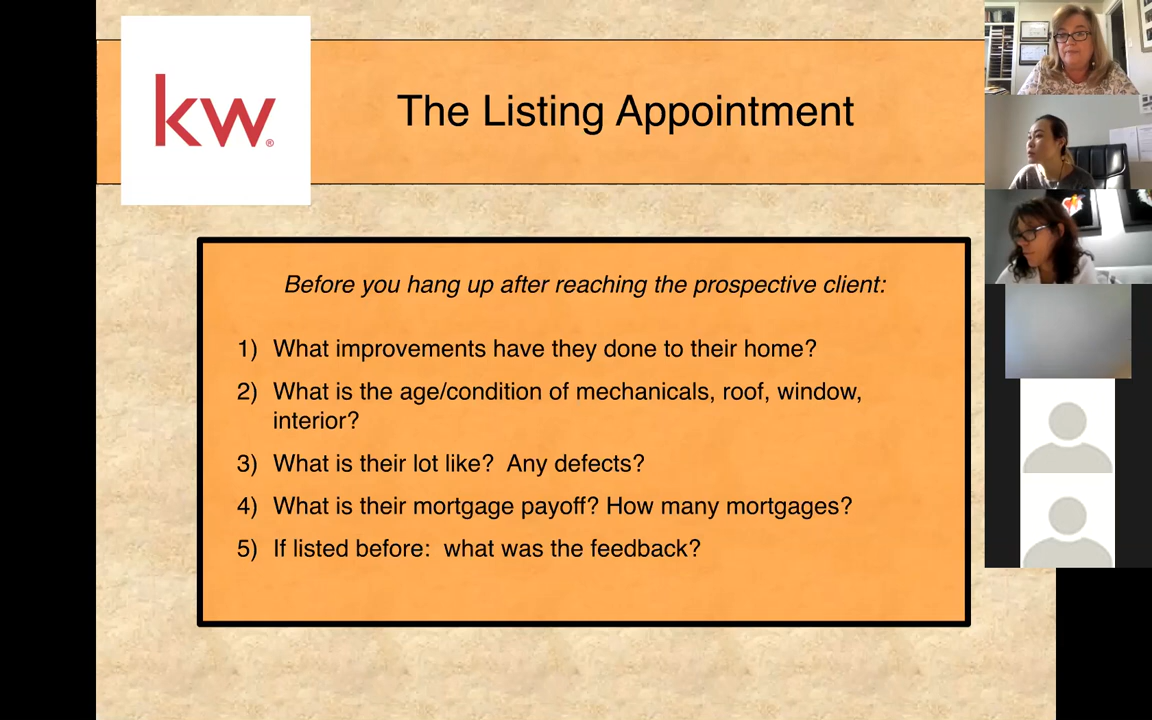 kw®
The Listing Appointment
Before you hang up after reaching the prospective client:
1) What improvements have they done to their home?
2) What is the age/condition of mechanicals, roof, window,
interior?
3) What is their lot like? Any defects?
4) What is their mortgage payoff? How many mortgages?
5) If listed before: what was the feedback?